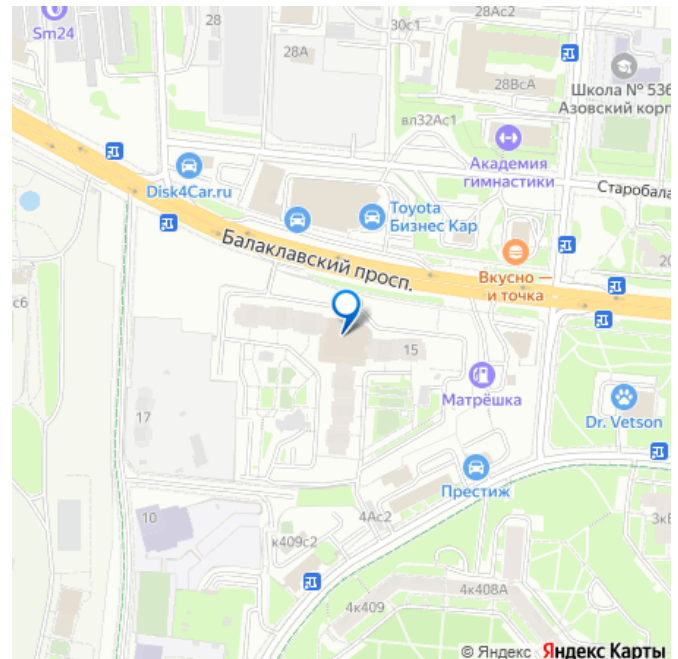 28Ас2
28
30с1
Sm24
28А
28ВсА
Школа № 536
Азовский корп
вл32Ас1
Академия
гимнастики
Disk4Car.ru
Старобала
Toyota
Бизнес Кар
Балаклавский просп.
20
Вкусно —
и точка
с6
15
Матрёшка
17
Dr. Vetson
Престиж
10
4Ас2
3к
к409с2
4к408А
4к409
© Яндекс Яндекс Карты